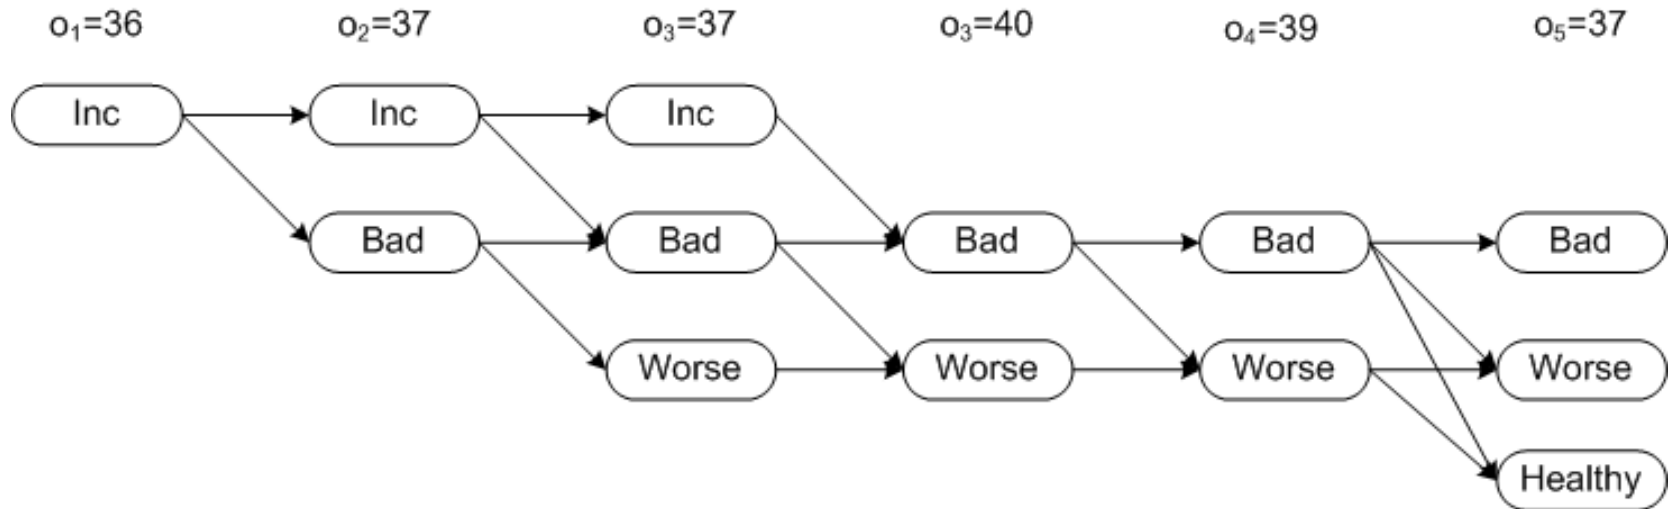 o₁=36 o₂=37 o₃=37 o₃=40 o₄=39 o₅=37
Inc Inc Inc
Bad Bad Bad Bad Bad
Worse Worse Worse Worse
Healthy